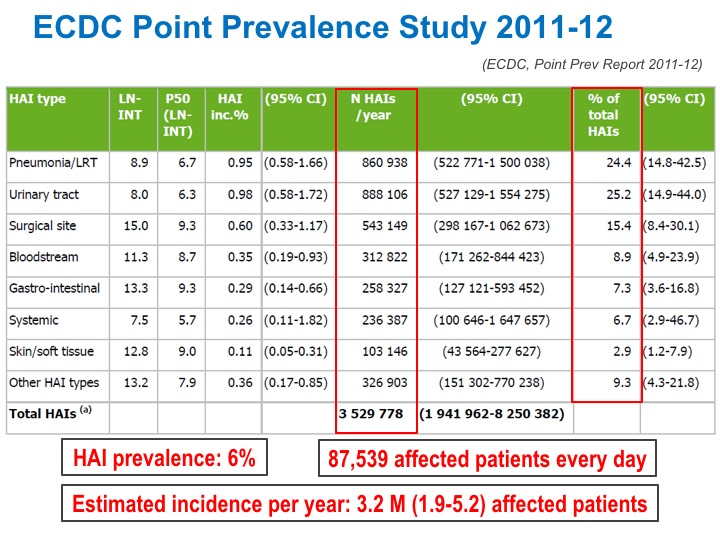 ECDC Point Prevalence Study 2011-12
(ECDC, Point Prev Report 2011-12)
HAI type LN-INT P50 (LN-INT) HAI inc.% (95% CI) N HAIs /year (95% CI) % of total HAIs (95% CI)
Pneumonia/LRT 8.9 6.7 0.95 (0.58-1.66) 860 938 (522 771-1 500 038) 24.4 (14.8-42.5)
Urinary tract 8.0 6.3 0.98 (0.58-1.72) 888 106 (527 129-1 554 275) 25.2 (14.9-44.0)
Surgical site 15.0 9.3 0.60 (0.33-1.17) 543 149 (298 167-1 062 673) 15.4 (8.4-30.1)
Bloodstream 11.3 8.7 0.35 (0.19-0.93) 312 822 (171 262-844 423) 8.9 (4.9-23.9)
Gastro-intestinal 13.3 9.3 0.29 (0.14-0.66) 258 327 (127 121-593 452) 7.3 (3.6-16.8)
Systemic 7.5 5.7 0.26 (0.11-1.82) 236 387 (100 646-1 647 657) 6.7 (2.9-46.7)
Skin/soft tissue 12.8 9.0 0.11 (0.05-0.31) 103 146 (43 564-277 627) 2.9 (1.2-7.9)
Other HAI types 13.2 7.9 0.36 (0.17-0.85) 326 903 (151 302-770 238) 9.3 (4.3-21.8)
Total HAIs (a) 3 529 778 (1 941 962-8 250 382)
HAI prevalence: 6%
87,539 affected patients every day
Estimated incidence per year: 3.2 M (1.9-5.2) affected patients